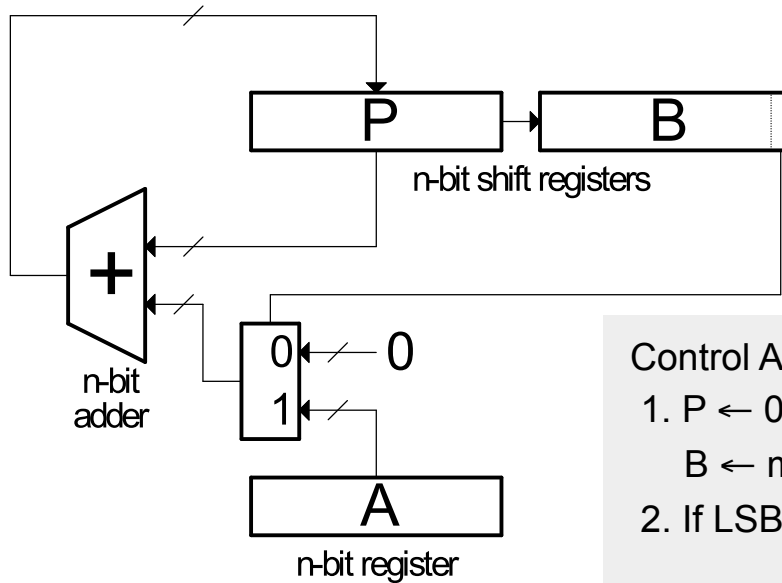 P
B
n-bit shift registers
+
n-bit
adder
0
0
1
A
n-bit register
Control A
1. P ← 0
B ←
2. If LSB